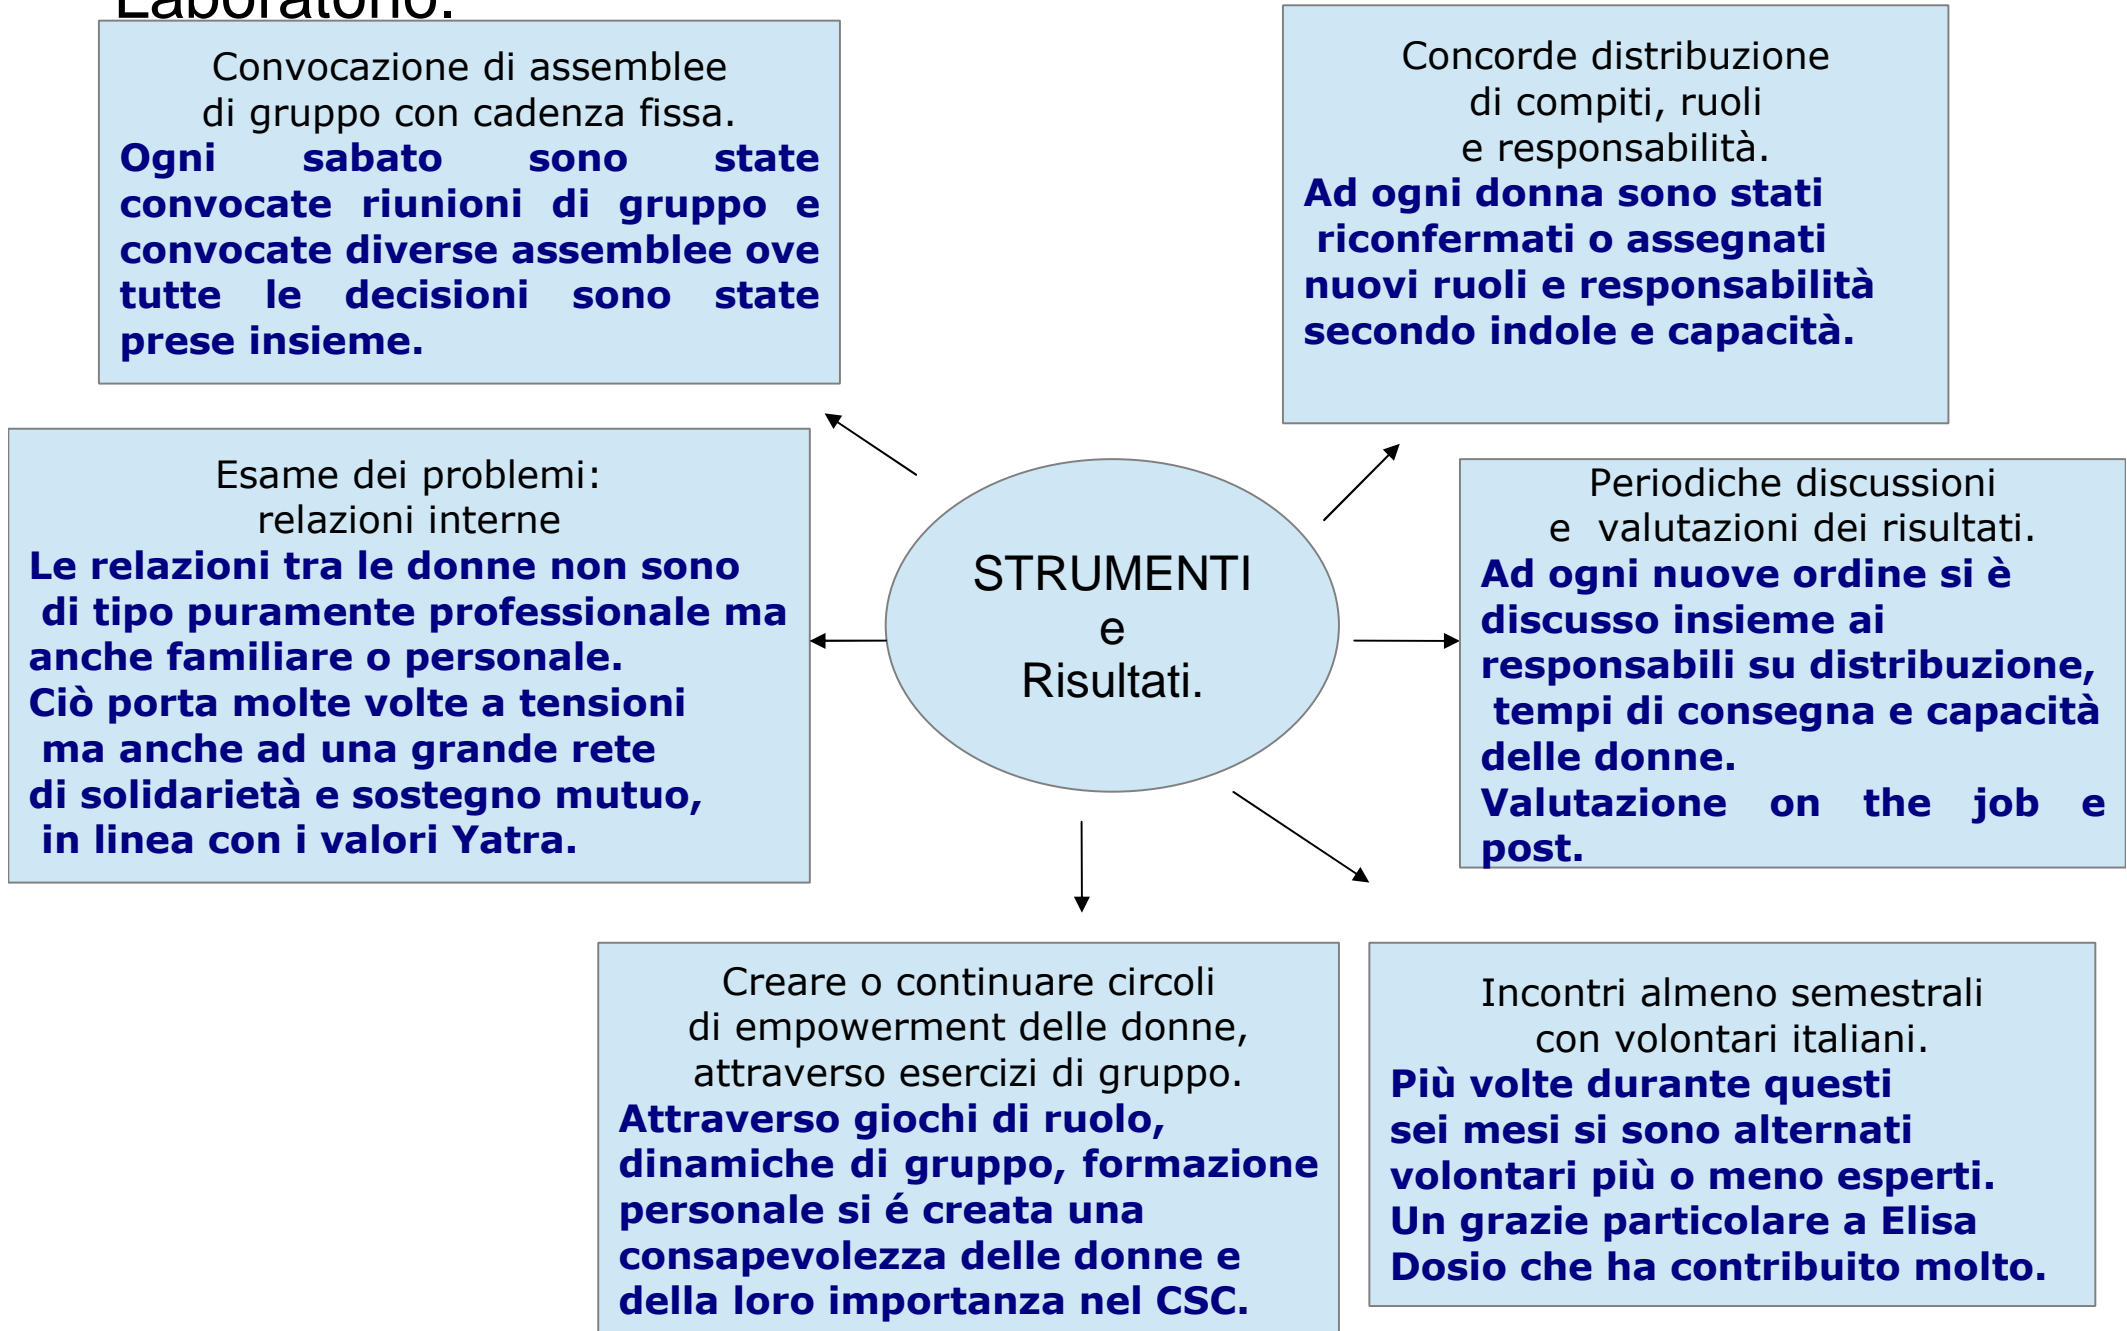 Laboratorio.
Convocazione di assemblee
di gruppo con cadenza fissa.
Ogni sabato sono state
convocate riunioni di gruppo e
convocate diverse assemblee ove
tutte le decisioni sono state
prese insieme.
Concorde distribuzione
di compiti, ruoli
e responsabilità.
Ad ogni donna sono stati
riconfermati o assegnati
nuovi ruoli e responsabilità
secondo indole e capacità.
Esame dei problemi:
relazioni interne
Le relazioni tra le donne non sono
di tipo puramente professionale ma
anche familiare o personale.
Ciò porta molte volte a tensioni
ma anche ad una grande rete
di solidarietà e sostegno mutuo,
in linea con i valori Yatra.
STRUMENTI
e
Risultati.
Periodiche discussioni
e valutazioni dei risultati.
Ad ogni nuove ordine si è
discusso insieme ai
responsabili su distribuzione,
tempi di consegna e capacità
delle donne.
Valutazione on the job e
post.
Creare o continuare circoli
di empowerment delle donne,
attraverso esercizi di gruppo.
Attraverso giochi di ruolo,
dinamiche di gruppo, formazione
personale si é creata una
consapevolezza delle donne e
della loro importanza nel CSC.
Incontri almeno semestrali
con volontari italiani.
Più volte durante questi
sei mesi si sono alternati
volontari più o meno esperti.
Un grazie particolare a Elisa
Dosio che ha contribuito molto.